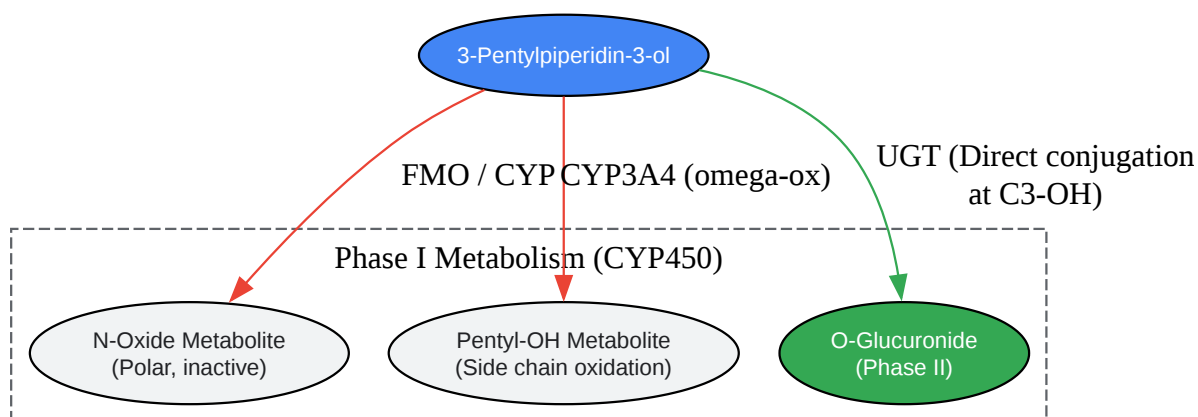 3-Pentylpiperidin-3-ol
FMO / CYP
CYP3A4 (omega-ox)
UGT (Direct conjugation
at C3-OH)
Phase I Metabolism (CYP450)
N-Oxide Metabolite
(Polar, inactive)
Pentyl-OH Metabolite
(Side chain oxidation)
O-Glucuronide
(Phase II)